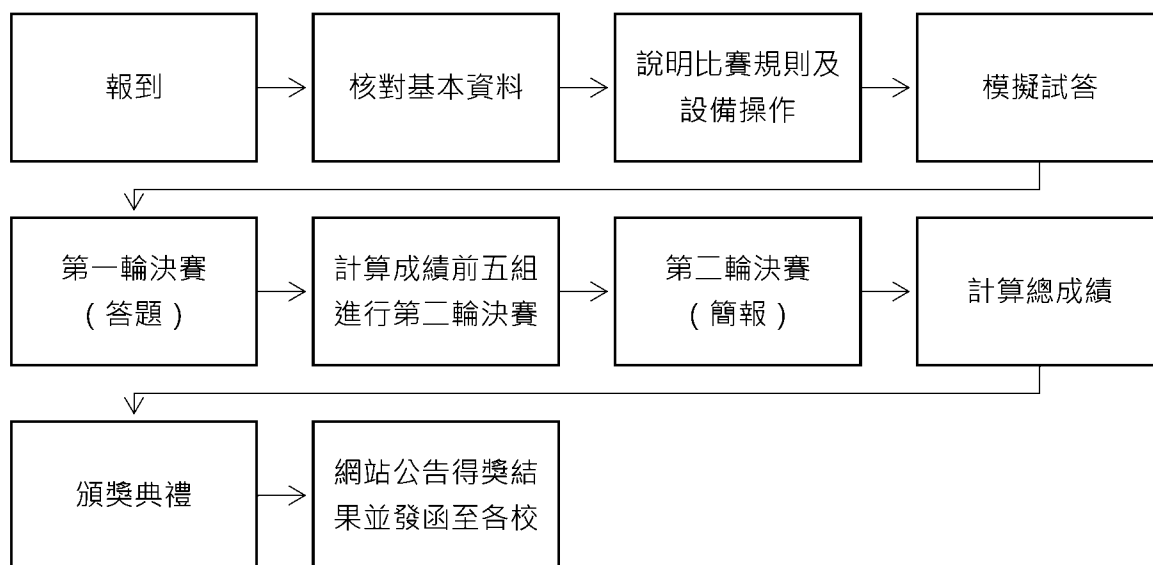 報到
核對基本資料
說明比賽規則及
設備操作
模擬試答
第一輪決賽
（答題）
計算成績前五組
進行第二輪決賽
第二輪決賽
（簡報）
計算總成績
頒獎典禮
網站公告得獎結
果並發函至各校